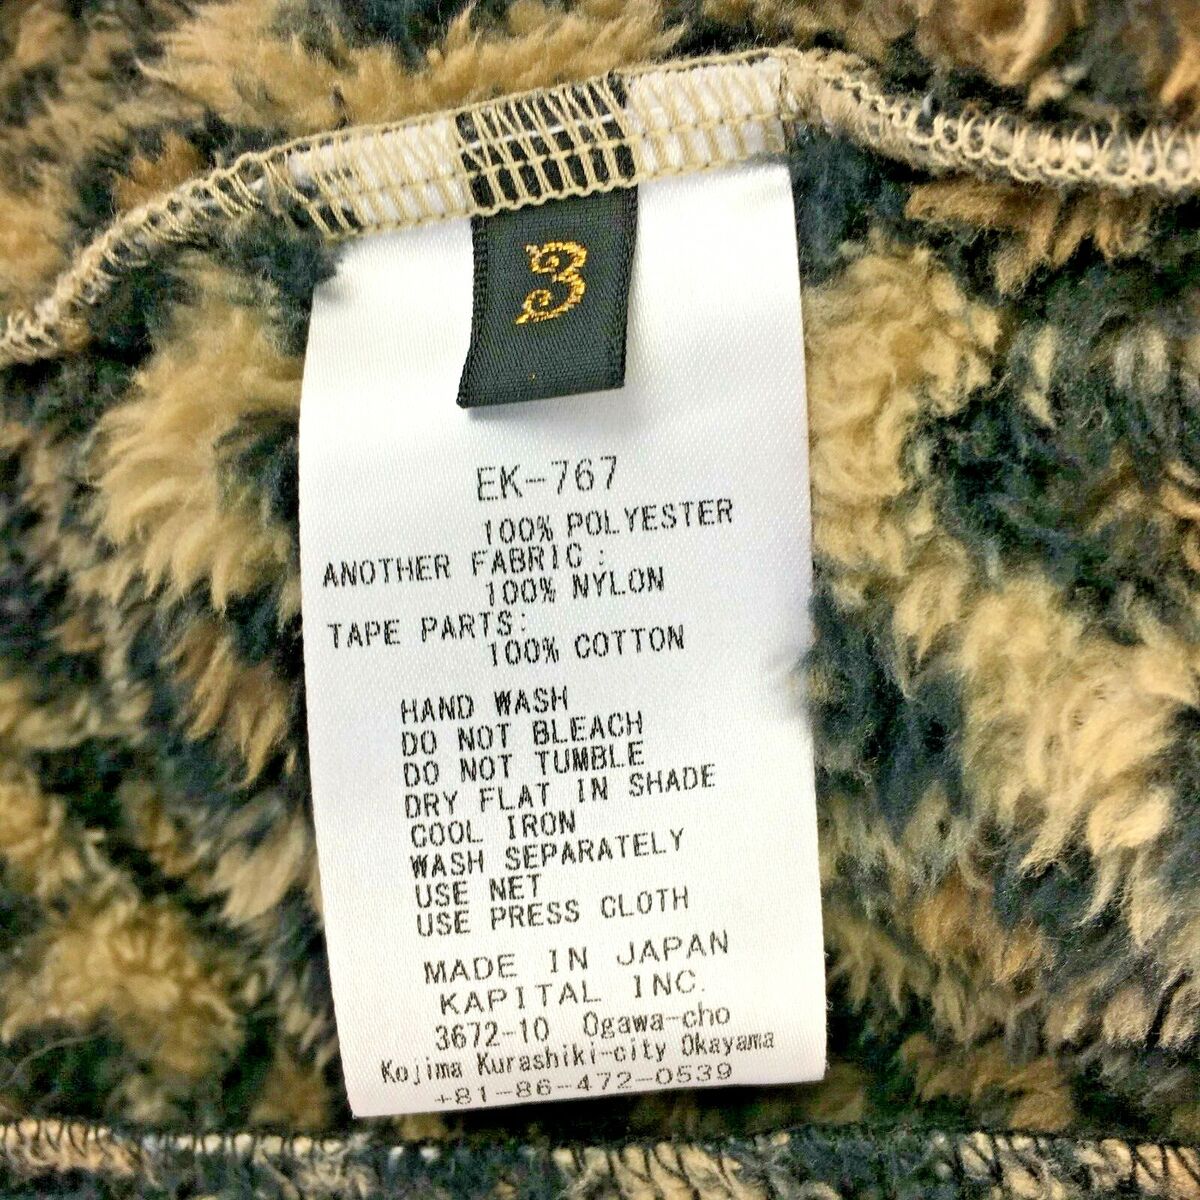 3
EK-767
100% POLYESTER
ANOTHER FABRIC:
100% NYLON
TAPE PARTS:
100% COTTON
HAND WASH
DO NOT BLEACH
DO NOT TUMBLE
DRY FLAT IN SHADE
COOL IRON
WASH SEPARATELY
USE NET
USE PRESS CLOTH
MADE IN JAPAN
KAPITAL INC.
3672-10 Ogawa-cho
Kojima Kurashiki-city Okayama
+81-86-472-0539